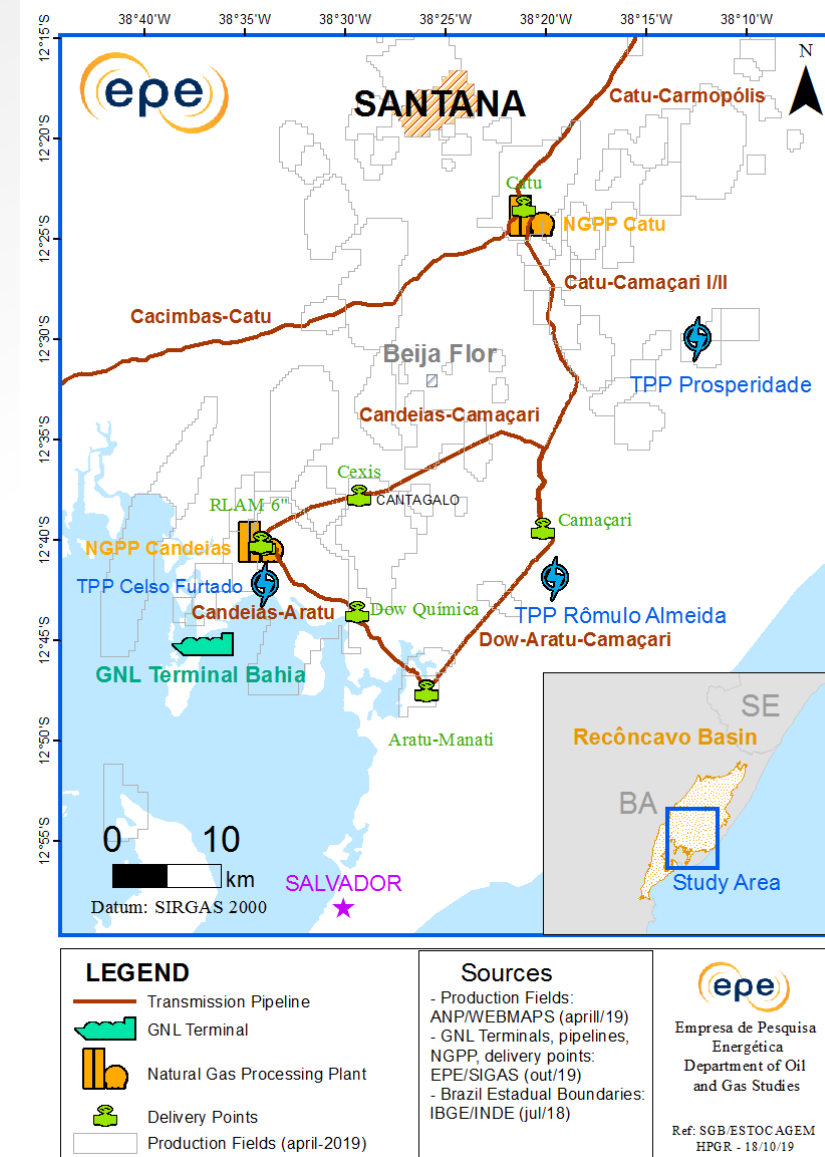 38°40'W 38°35'W 38°30'W 38°25'W 38°20'W 38°15'W 38°10'W
12°15'S
12°20'S
12°25'S
12°30'S
12°35'S
12°40'S
12°45'S
12°50'S
12°55'S
epe
SANTANA
N
Catu-Carmopólis
Catu
NGPP Catu
Catu-Camaçari I/II
Cacimbas-Catu
Beija Flor
TPP Prosperidade
Candeias-Camaçari
Cexis
CANTAGALO
RLAM 6"
Camaçari
NGPP Candeias
TPP Celso Furtado
Candeias-Aratu
Dow Química
TPP Rômulo Almeida
Dow-Aratu-Camaçari
GNL Terminal Bahia
Aratu-Manati
SE
Recôncavo Basin
BA
Study Area
0 10
km
Datum: SIRGAS 2000
SALVADOR
LEGEND
Transmission Pipeline
GNL Terminal
Natural Gas Processing Plant
Delivery Points
Production Fields (april-2019)
Sources
- Production Fields:
ANP/WEBMAPS (aprill/19)
- GNL Terminals, pipelines,
NGPP, delivery points:
EPE/SIGAS (out/19)
- Brazil Estadual Boundaries:
IBGE/INDE (jul/18)
epe
Empresa de Pesquisa
Energética
Department of Oil
and Gas Studies
Ref: SGB/ESTOCAGEM
HPGR - 18/10/19